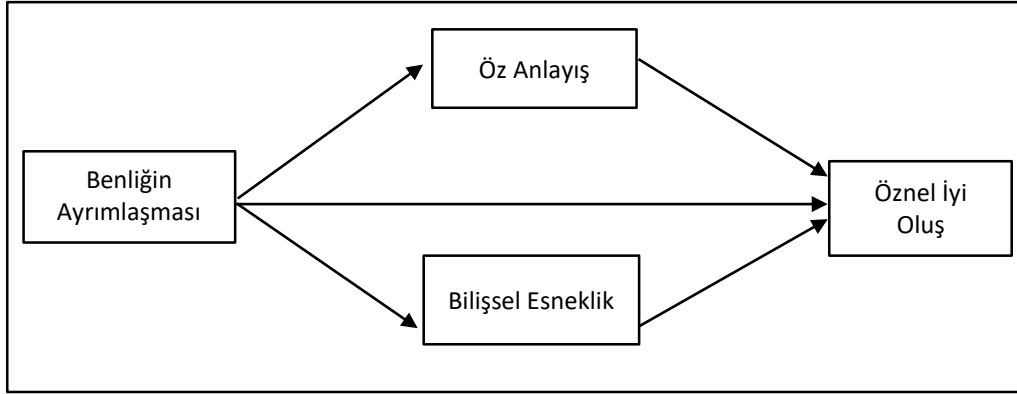 Öz Anlayış
Benliğin
Ayrımlaşması
Öznel İyi
Oluş
Bilişsel Esneklik